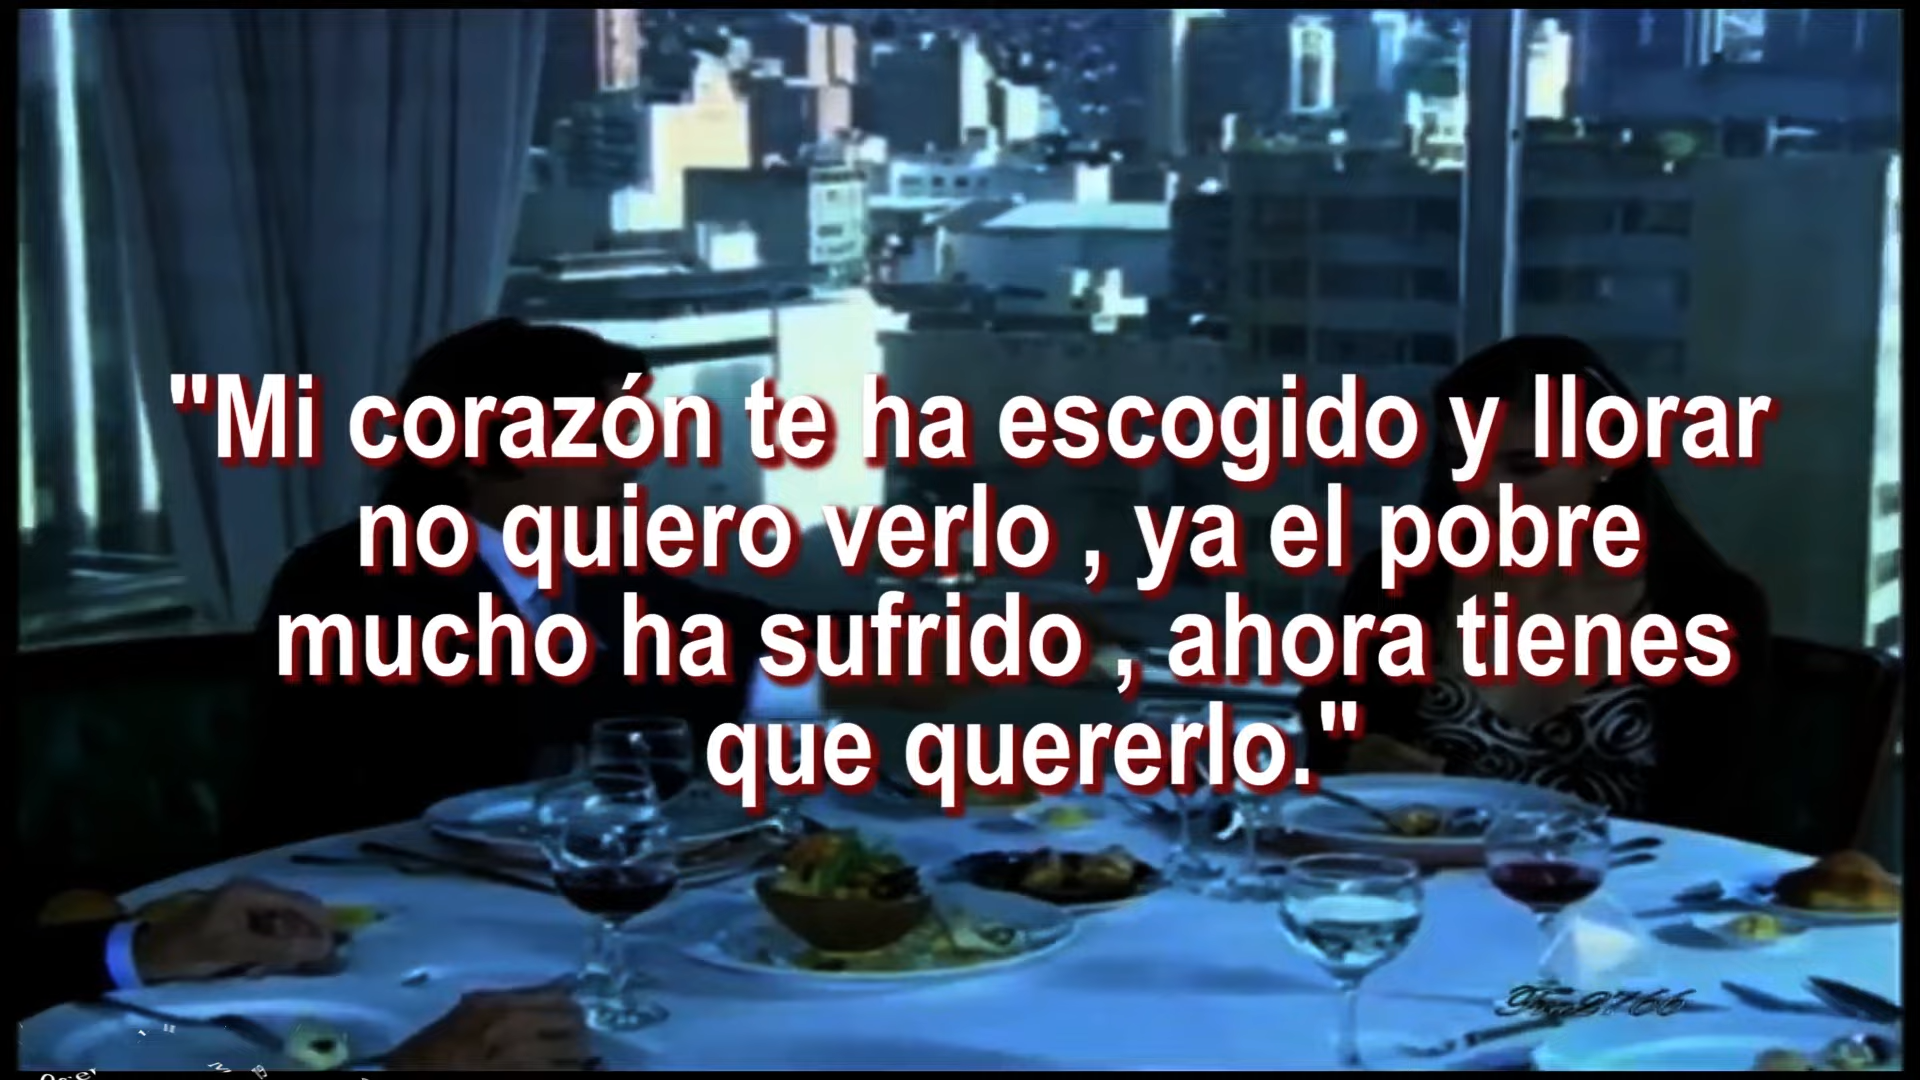 "Mi corazón te ha escogido y llorar
no quiero verlo , ya el pobre
mucho ha sufrido , ahora tienes
que quererlo."